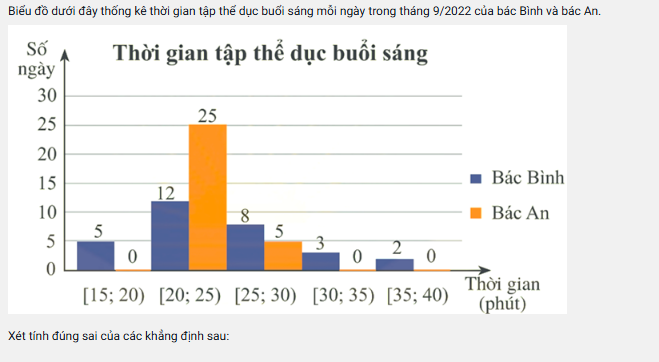 Biểu đồ dưới đây thống kê thời gian tập thể dục buổi sáng mỗi ngày trong tháng 9/2022 của bác Bình và bác An.
Số ngày
Thời gian tập thể dục buổi sáng
30
25
20
15
10
5
0
5
0
12
25
8
5
3
0
2
0
Bác Bình
Bác An
[15; 20) [20; 25) [25; 30) [30; 35) [35; 40)
Thời gian
(phút)
Xét tính đúng sai của các khẳng định sau: